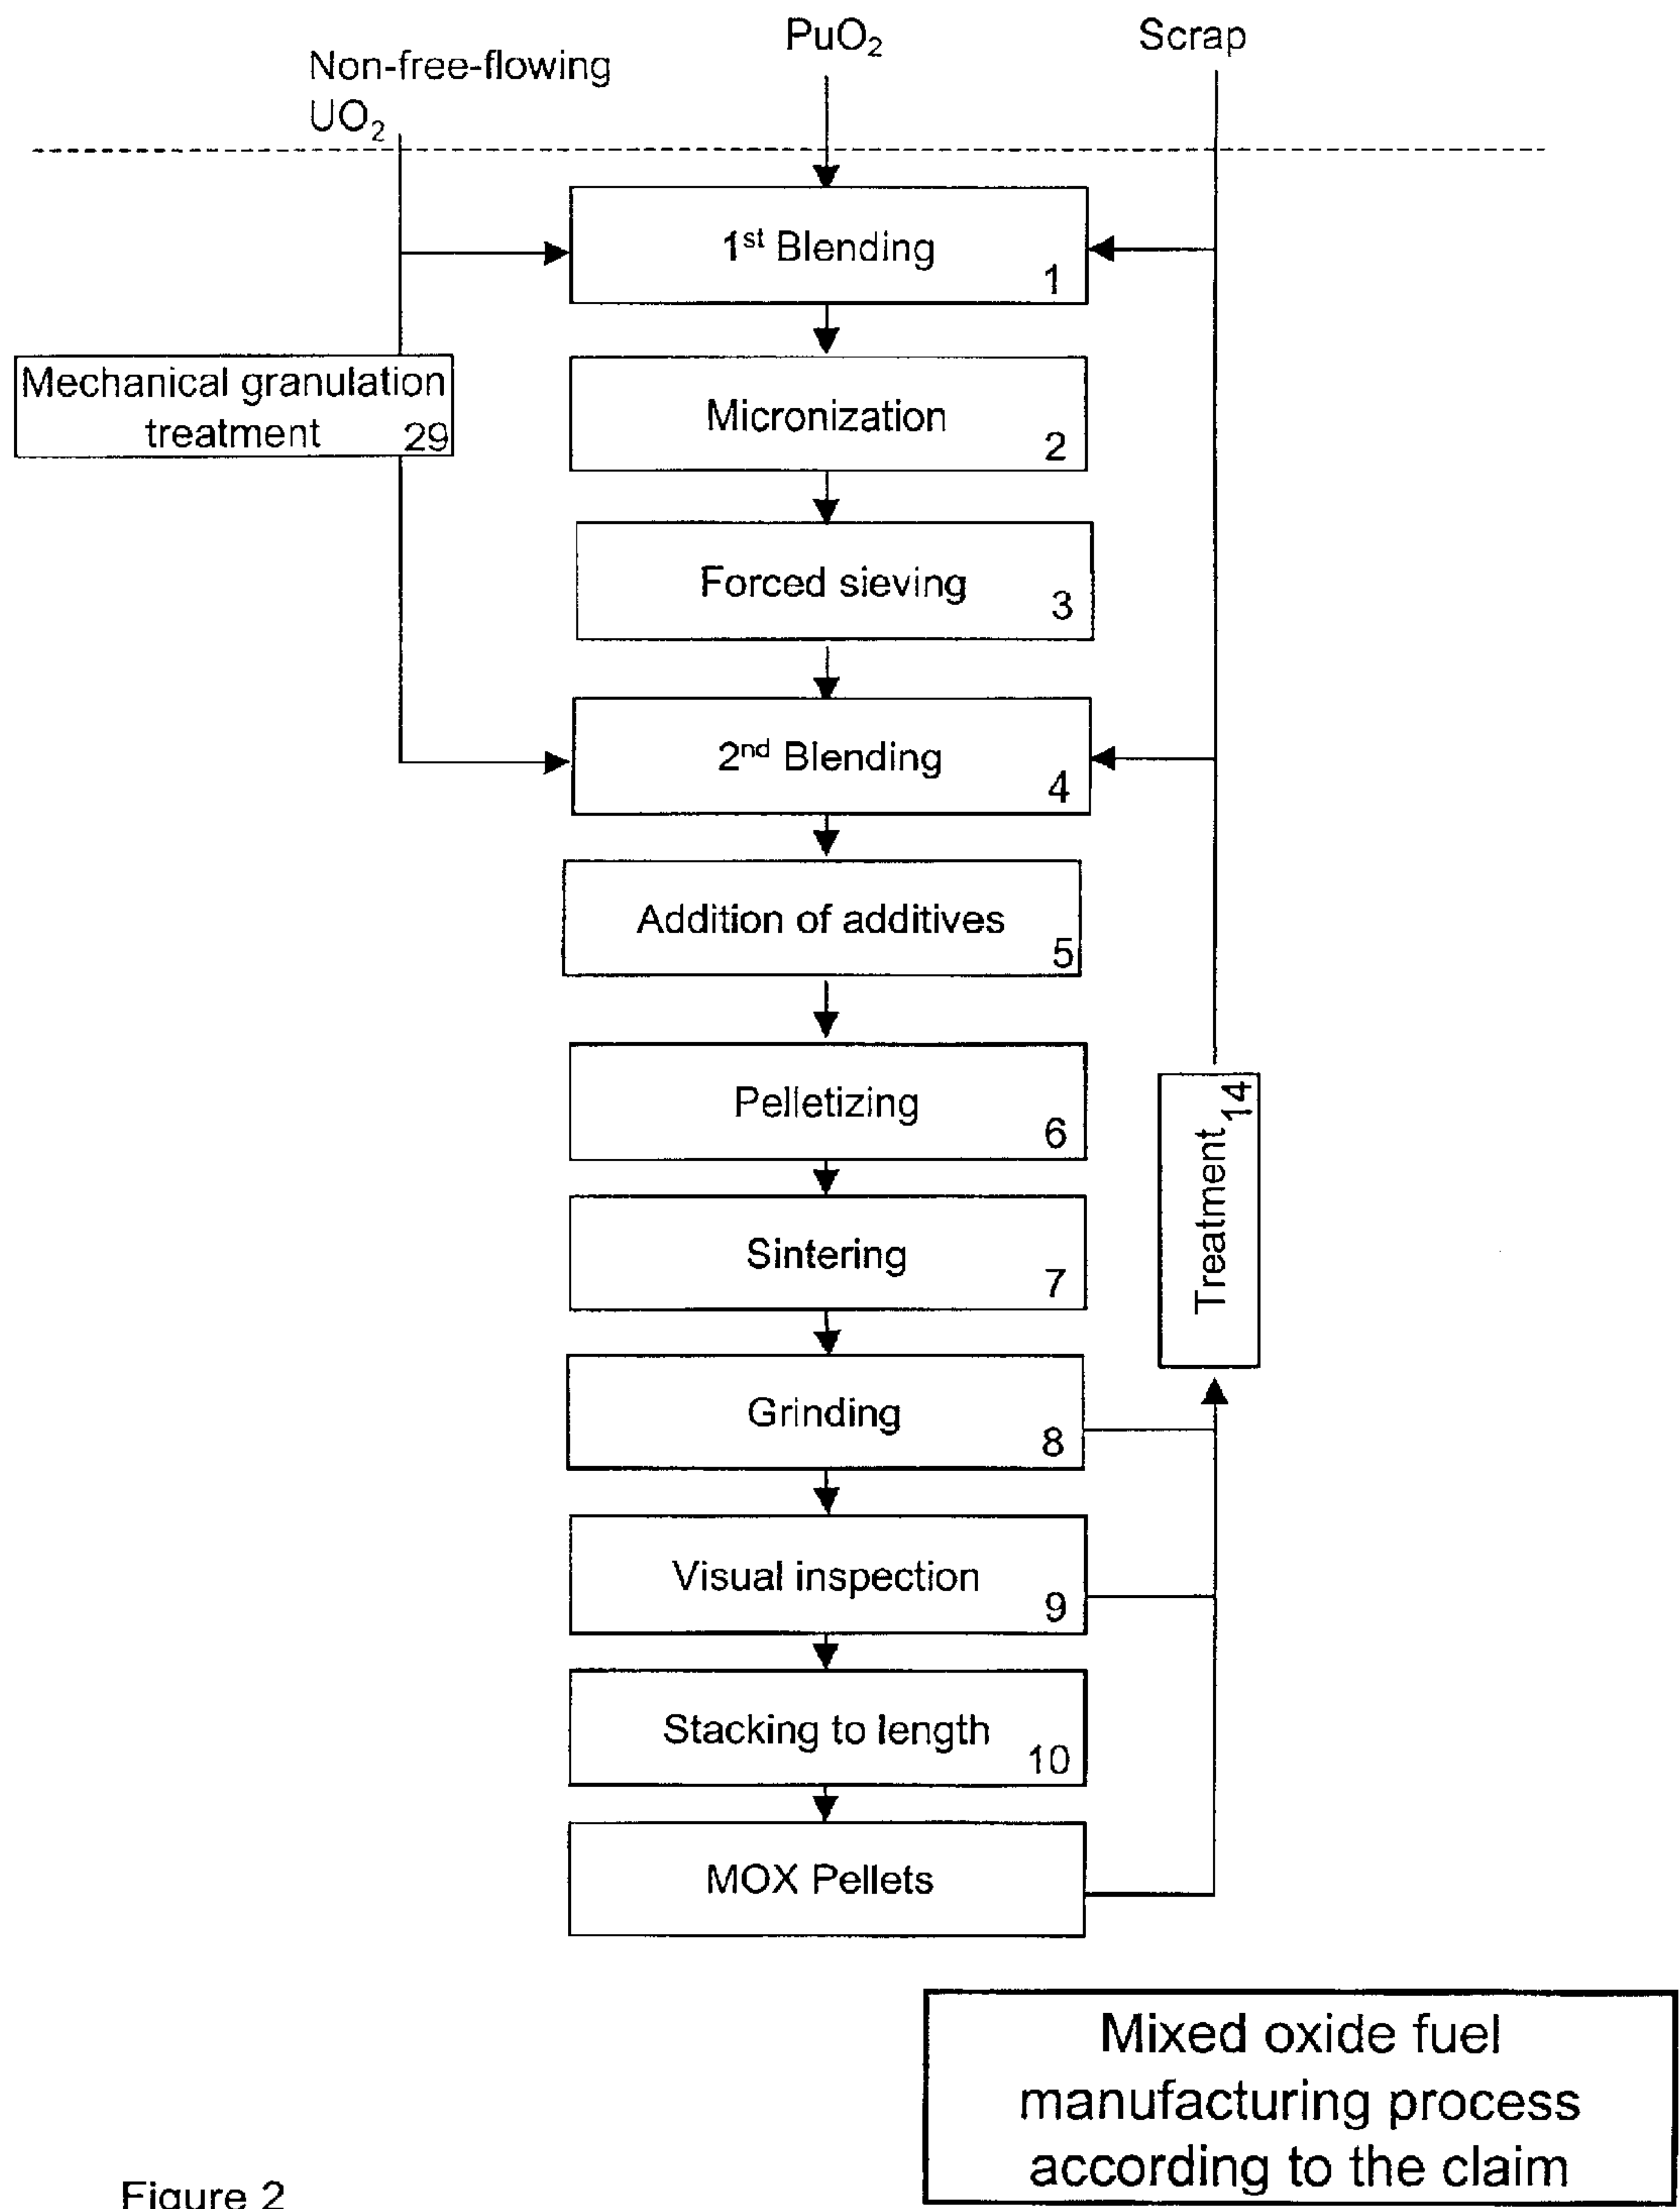 PuO₂
Scrap
Non-free-flowing
UO₂
1st Blending
1
Mechanical granulation
treatment
29
Micronization
2
Forced sieving
3
2nd Blending
4
Addition of additives
5
Pelletizing
6
Treatment
14
Sintering
7
Grinding
8
Visual inspection
9
Stacking to length
10
MOX Pellets
Mixed oxide fuel
manufacturing process
according to the claim
Figure 2